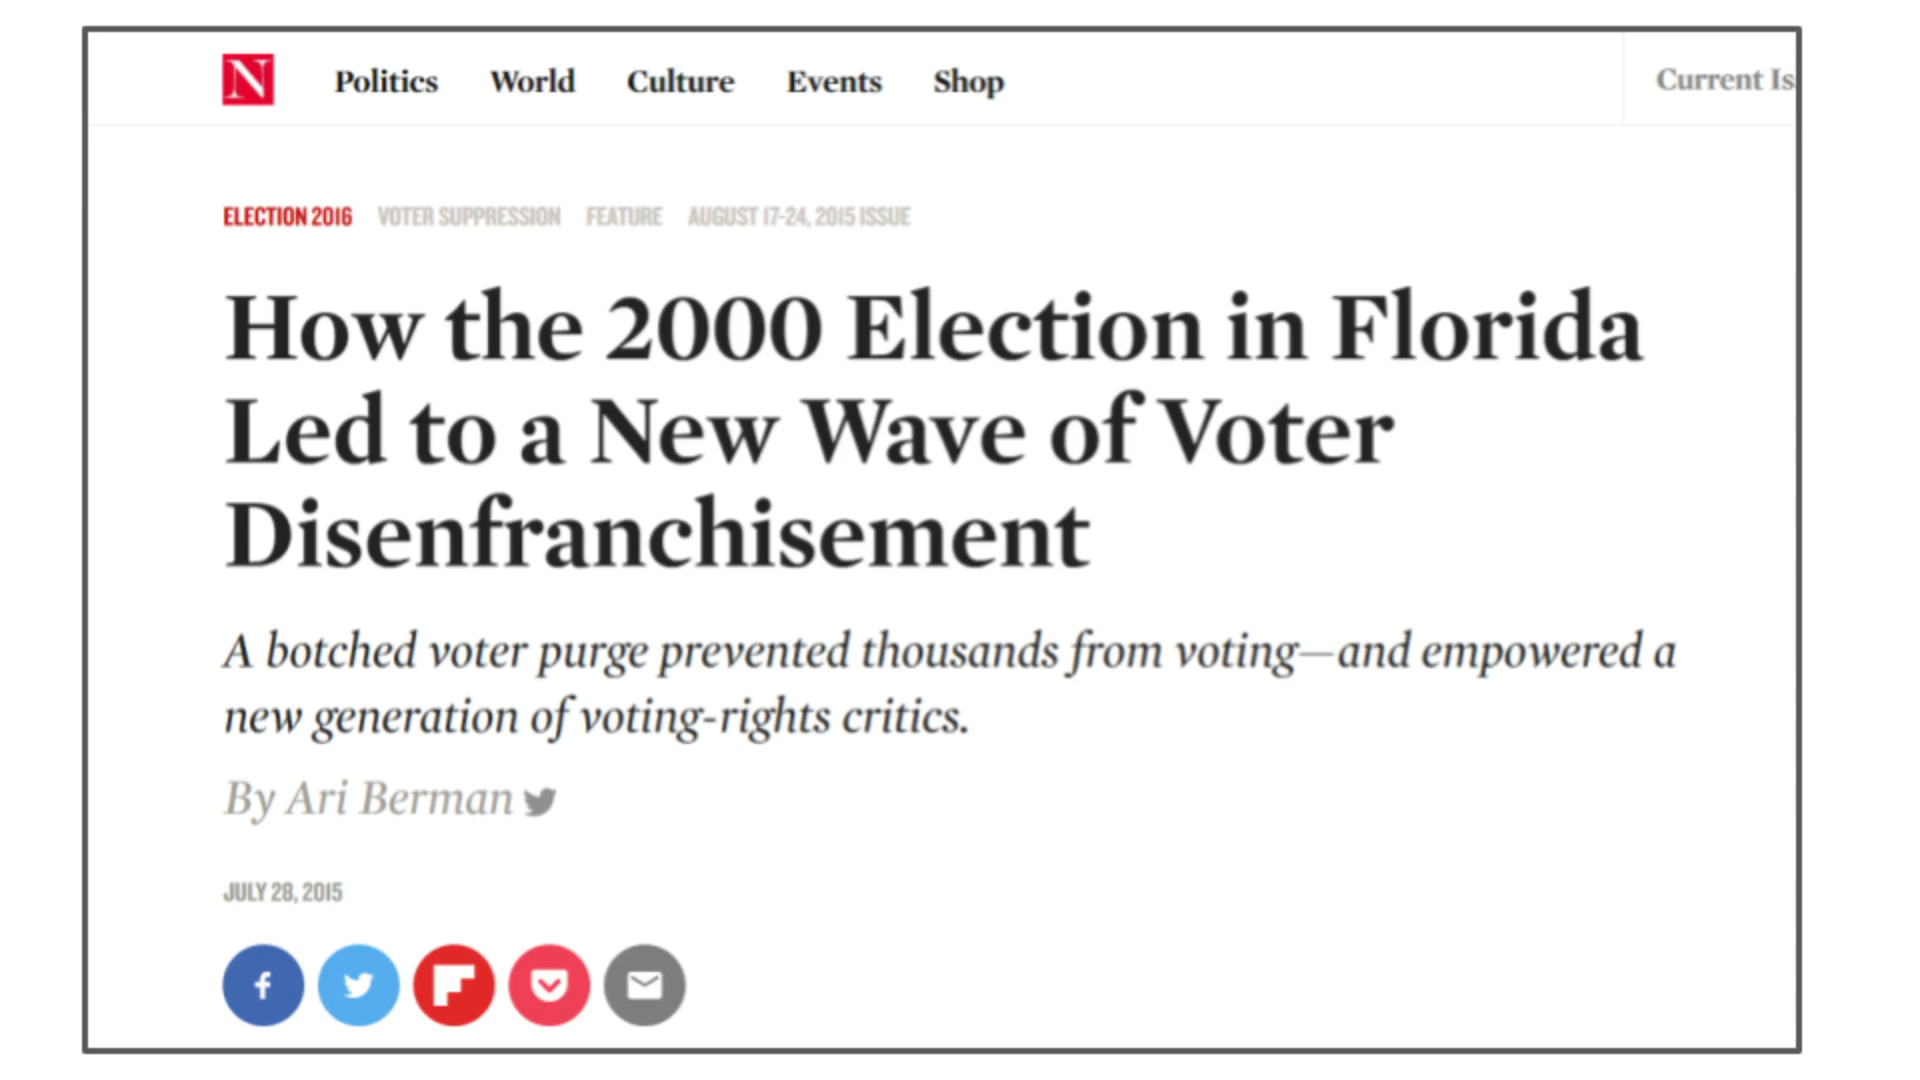 N Politics World Culture Events Shop Current Is
ELECTION 2016 VOTER SUPPRESSION FEATURE AUGUST 17-24, 2015 ISSUE
How the 2000 Election in Florida
Led to a New Wave of Voter
Disenfranchisement
A botched voter purge prevented thousands from voting—and empowered a
new generation of voting-rights critics.
By Ari Berman
JULY 28, 2015